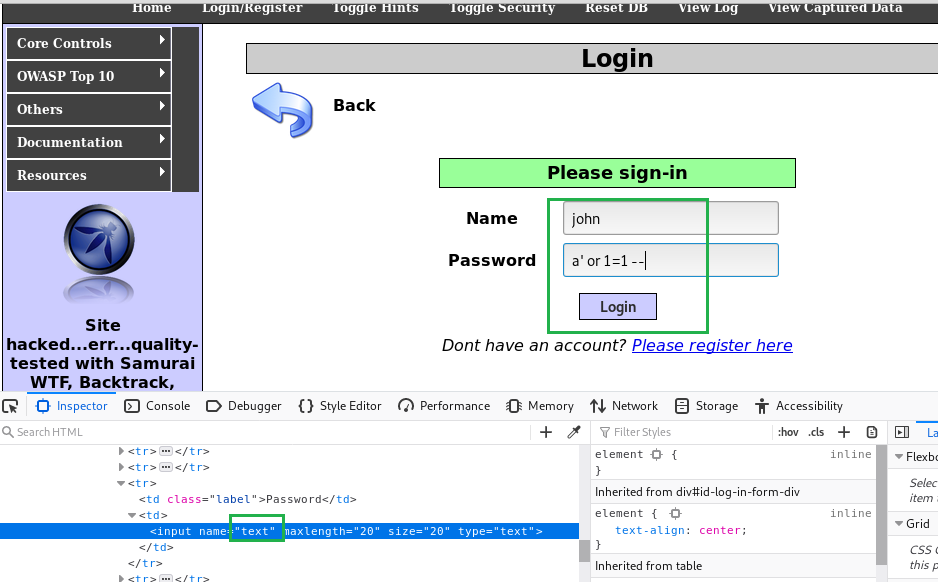 Home Login/Register Toggle Hints Toggle Security Reset DB View Log View Captured Data
Core Controls
OWASP Top 10
Others
Documentation
Resources
Site
hacked...err...quality-
tested with Samurai
WTF, Backtrack,
Login
Back
Please sign-in
Name john
Password a' or 1=1 --
Login
Dont have an account? Please register here
Inspector Console Debugger Style Editor Performance Memory Network Storage Accessibility
Search HTML
<tr> ... </tr>
<tr> ... </tr>
<tr>
<td class="label">Password</td>
<td>
<input name="text" maxlength="20" size="20" type="text">
</td>
</tr>
<tr> ... </tr>
Filter Styles :hov .cls
element { inline
}
Inherited from div#id-log-in-form-div
element { inline
text-align: center;
}
Inherited from table
La
Flexbo
Selec
item t
Grid
CSS G
this p